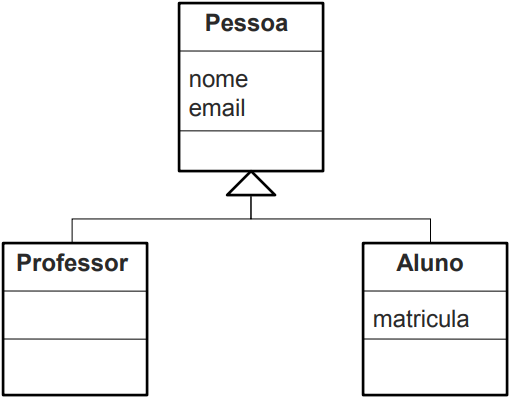 Pessoa
nome
email
Professor
Aluno
matricula